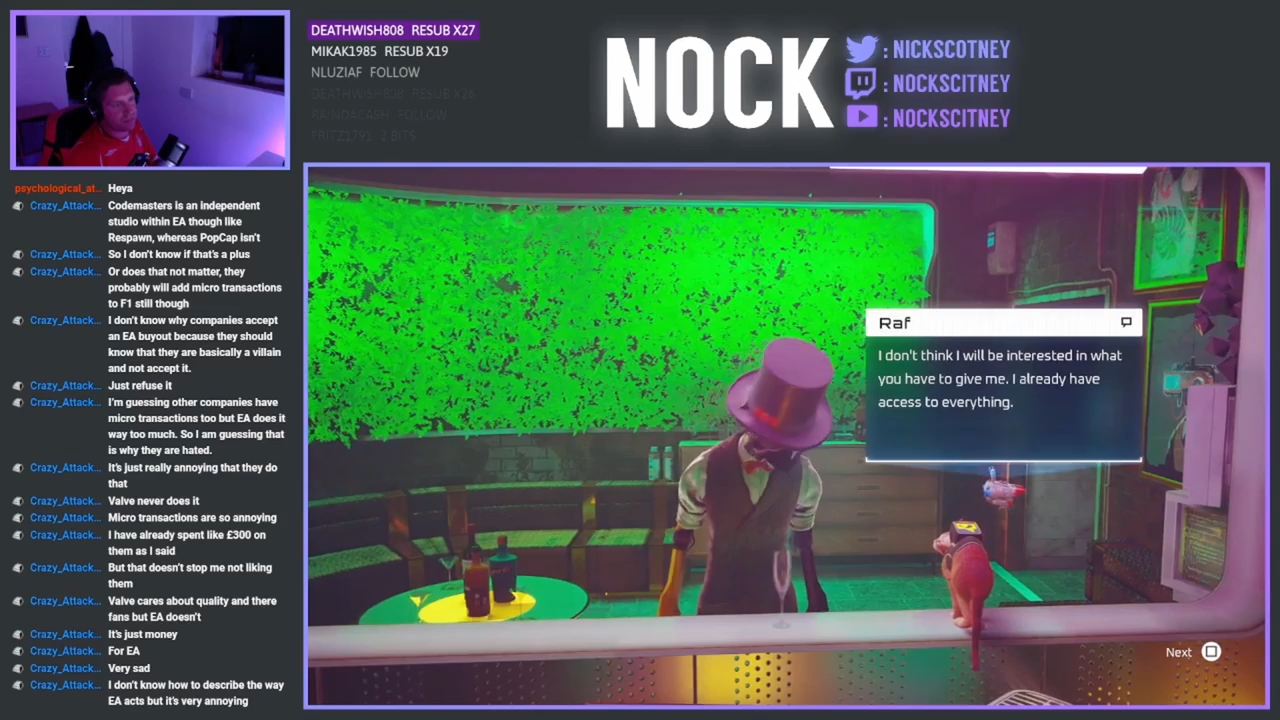 DEATHWISH808 RESUB X27
MIKAK1985 RESUB X19
NLUZIAF FOLLOW
DEATHWISH808 RESUB X26
RAINDACASH FOLLOW
FRITZ1791 2 BITS
NOCK
: NICKSCOTNEY
: NOCKSCITNEY
: NOCKSCITNEY
psychological_at... Heya
Crazy_Attack... Codemasters is an independent
studio within EA though like
Respawn, whereas PopCap isn't
Crazy_Attack... So I don't know if that's a plus
Crazy_Attack... Or does that not matter, they
probably will add micro transactions
to F1 still though
Crazy_Attack... I don't know why companies accept
an EA buyout because they should
know that they are basically a villain
and not accept it.
Crazy_Attack... Just refuse it
Crazy_Attack... I'm guessing other companies have
micro transactions too but EA does it
way too much. So I am guessing that
is why they are hated.
Crazy_Attack... It's just really annoying that they do
that
Crazy_Attack... Valve never does it
Crazy_Attack... Micro transactions are so annoying
Crazy_Attack... I have already spent like £300 on
them as I said
Crazy_Attack... But that doesn't stop me not liking
them
Crazy_Attack... Valve cares about quality and there
fans but EA doesn't
Crazy_Attack... It's just money
Crazy_Attack... For EA
Crazy_Attack... Very sad
Crazy_Attack... I don't know how to describe the way
EA acts but it's very annoying
Raf
I don't think I will be interested in what
you have to give me. I already have
access to everything.
Next